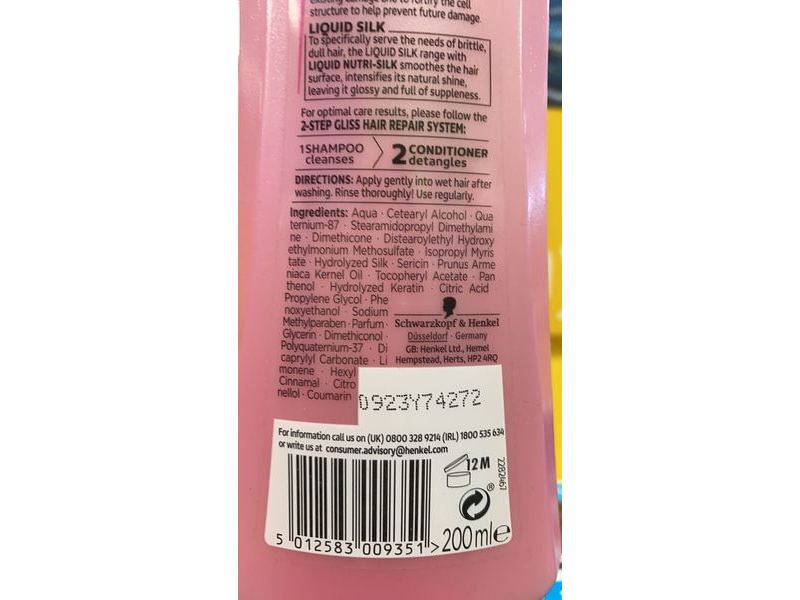 existing damage and to fortify the cell
structure to help prevent future damage.
LIQUID SILK
To specifically serve the needs of brittle,
dull hair, the LIQUID SILK range with
LIQUID NUTRI-SILK smoothes the hair
surface, intensifies its natural shine,
leaving it glossy and full of suppleness.
For optimal care results, please follow the
2-STEP GLISS HAIR REPAIR SYSTEM:
1 SHAMPOO cleanses
2 CONDITIONER detangles
DIRECTIONS: Apply gently into wet hair after
washing. Rinse thoroughly! Use regularly.
Ingredients: Aqua · Cetearyl Alcohol · Qua
ternium-87 · Stearamidopropyl Dimethylami
ne · Dimethicone · Distearoylethyl Hydroxy
ethylmonium Methosulfate · Isopropyl Myris
tate · Hydrolyzed Silk · Sericin · Prunus Arme
niaca Kernel Oil · Tocopheryl Acetate · Pan
thenol · Hydrolyzed Keratin · Citric Acid
Propylene Glycol · Phe
noxyethanol · Sodium
Methylparaben · Parfum ·
Glycerin · Dimethiconol ·
Polyquaternium-37 · Di
caprylyl Carbonate · Li
monene · Hexyl
Cinnamal · Citro
nellol · Coumarin
Schwarzkopf & Henkel
Düsseldorf · Germany
GB: Henkel Ltd., Hemel
Hempstead, Herts, HP2 4RQ
0923Y74272
For information call us on (UK) 0800 328 9214 (IRL) 1800 535 634
or write us at consumer.advisory@henkel.com
12M
2282467
5 012583 009351 >
200 ml e